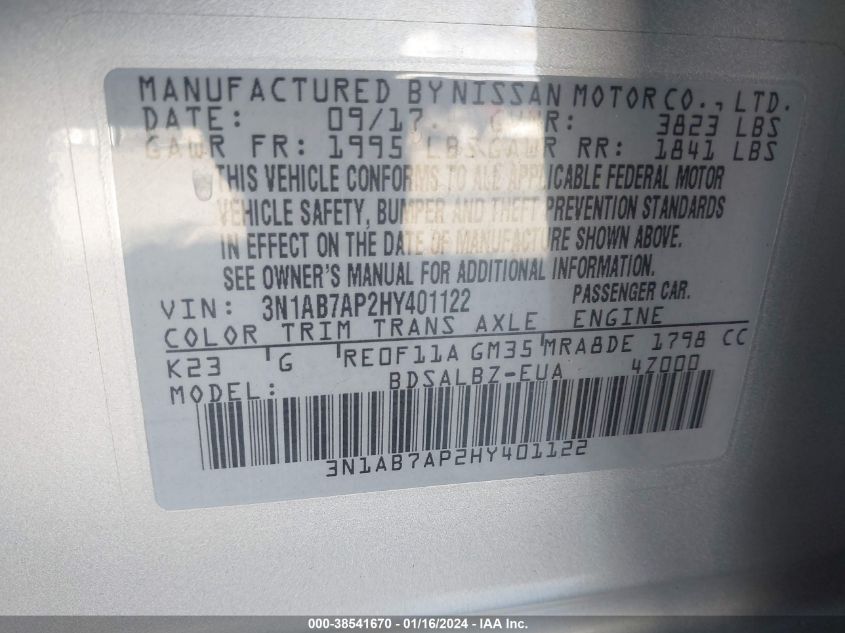 MANUFACTURED BY NISSAN MOTOR CO., LTD.
DATE: 09/17 GVWR: 3823 LBS
GAWR FR: 1995 LBS GAWR RR: 1841 LBS
THIS VEHICLE CONFORMS TO ALL APPLICABLE FEDERAL MOTOR
VEHICLE SAFETY, BUMPER AND THEFT PREVENTION STANDARDS
IN EFFECT ON THE DATE OF MANUFACTURE SHOWN ABOVE.
SEE OWNER'S MANUAL FOR ADDITIONAL INFORMATION.
VIN: 3N1AB7AP2HY401122 PASSENGER CAR.
COLOR TRIM TRANS AXLE ENGINE
K23 G RE0F11A GM35 MRA8DE 1798 CC
MODEL: BDSALBZ-EUA 4Z000
3N1AB7AP2HY401122
000-38541670 - 01/16/2024 - IAA Inc.